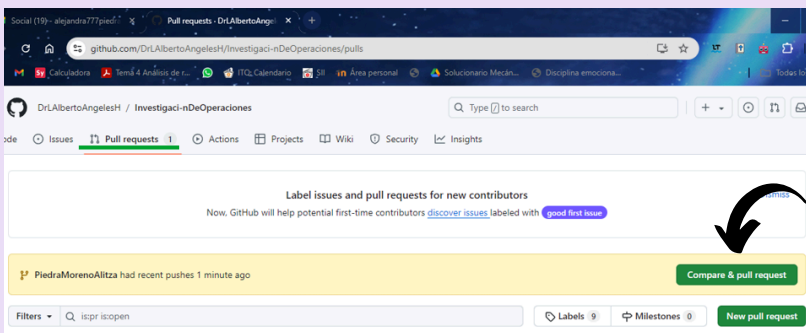 Social (19) - alejandra777piedr
Pull requests · DrLAlbertoAngel
github.com/DrLAlbertoAngelesH/Investigaci-nDeOperaciones/pulls
Calculadora Tema 4 Análisis de r... ITQ, Calendario SII Área personal Solucionario Mecán... Disciplina emociona... Todos lo
DrLAlbertoAngelesH / Investigaci-nDeOperaciones Type / to search
ode Issues Pull requests 1 Actions Projects Wiki Security Insights
Label issues and pull requests for new contributors
Now, GitHub will help potential first-time contributors discover issues labeled with good first issue
PiedraMorenoAlitza had recent pushes 1 minute ago Compare & pull request
Filters is:pr is:open Labels 9 Milestones 0 New pull request